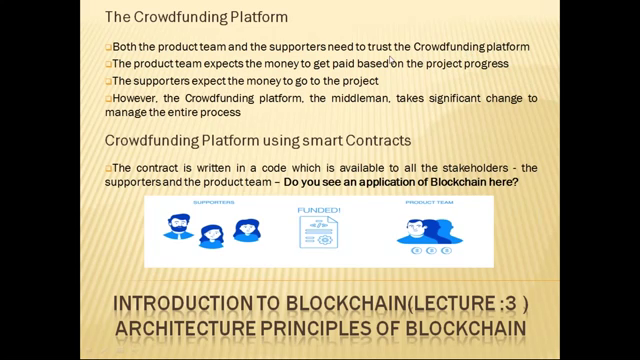 The Crowdfunding Platform
Both the product team and the supporters need to trust the Crowdfunding platform
The product team expects the money to get paid based on the project progress
The supporters expect the money to go to the project
However, the Crowdfunding platform, the middleman, takes significant change to
manage the entire process
Crowdfunding Platform using smart Contracts
The contract is written in a code which is available to all the stakeholders - the
supporters and the product team – Do you see an application of Blockchain here?
SUPPORTERS
FUNDED!
PRODUCT TEAM
INTRODUCTION TO BLOCKCHAIN(LECTURE :3 )
ARCHITECTURE PRINCIPLES OF BLOCKCHAIN